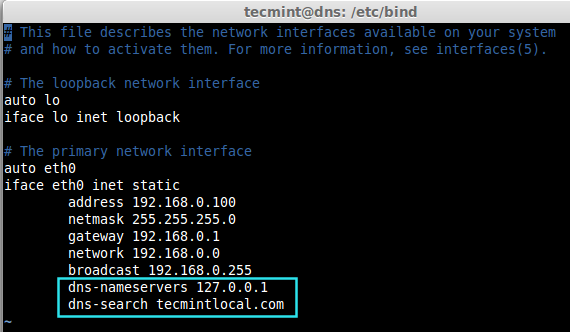 tecmint@dns: /etc/bind
# This file describes the network interfaces available on your system
# and how to activate them. For more information, see interfaces(5).
# The loopback network interface
auto lo
iface lo inet loopback
# The primary network interface
auto eth0
iface eth0 inet static
address 192.168.0.100
netmask 255.255.255.0
gateway 192.168.0.1
network 192.168.0.0
broadcast 192.168.0.255
dns-nameservers 127.0.0.1
dns-search tecmintlocal.com
~